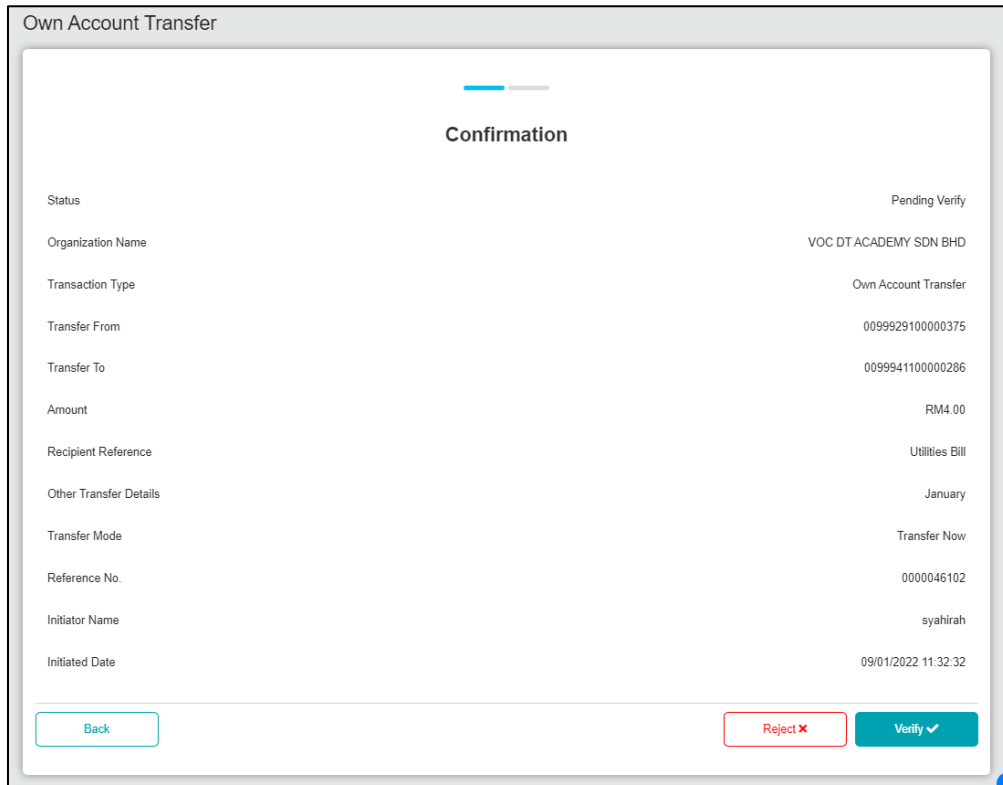 Own Account Transfer
Confirmation
Status Pending Verify
Organization Name VOC DT ACADEMY SDN BHD
Transaction Type Own Account Transfer
Transfer From 0099929100000375
Transfer To 0099941100000286
Amount RM4.00
Recipient Reference Utilities Bill
Other Transfer Details January
Transfer Mode Transfer Now
Reference No. 0000046102
Initiator Name syahirah
Initiated Date 09/01/2022 11:32:32
Back Reject Verify